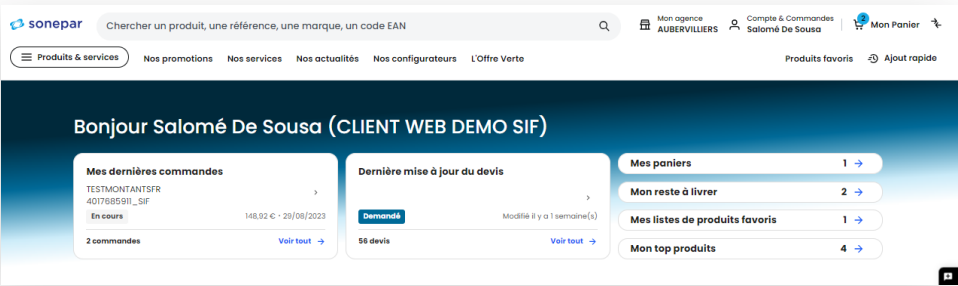 sonepar
Chercher un produit, une référence, une marque, un code EAN
Mon agence
AUBERVILLIERS
Compte & Commandes
Salomé De Sousa
2
Mon Panier
Produits & services
Nos promotions
Nos services
Nos actualités
Nos configurateurs
L'Offre Verte
Produits favoris
Ajout rapide
Bonjour Salomé De Sousa (CLIENT WEB DEMO SIF)
Mes dernières commandes
TESTMONTANTSFR
4017685911_SIF
En cours
148,92 € · 29/08/2023
2 commandes
Voir tout →
Dernière mise à jour du devis
Demandé
Modifié il y a 1 semaine(s)
56 devis
Voir tout →
Mes paniers 1 →
Mon reste à livrer 2 →
Mes listes de produits favoris 1 →
Mon top produits 4 →